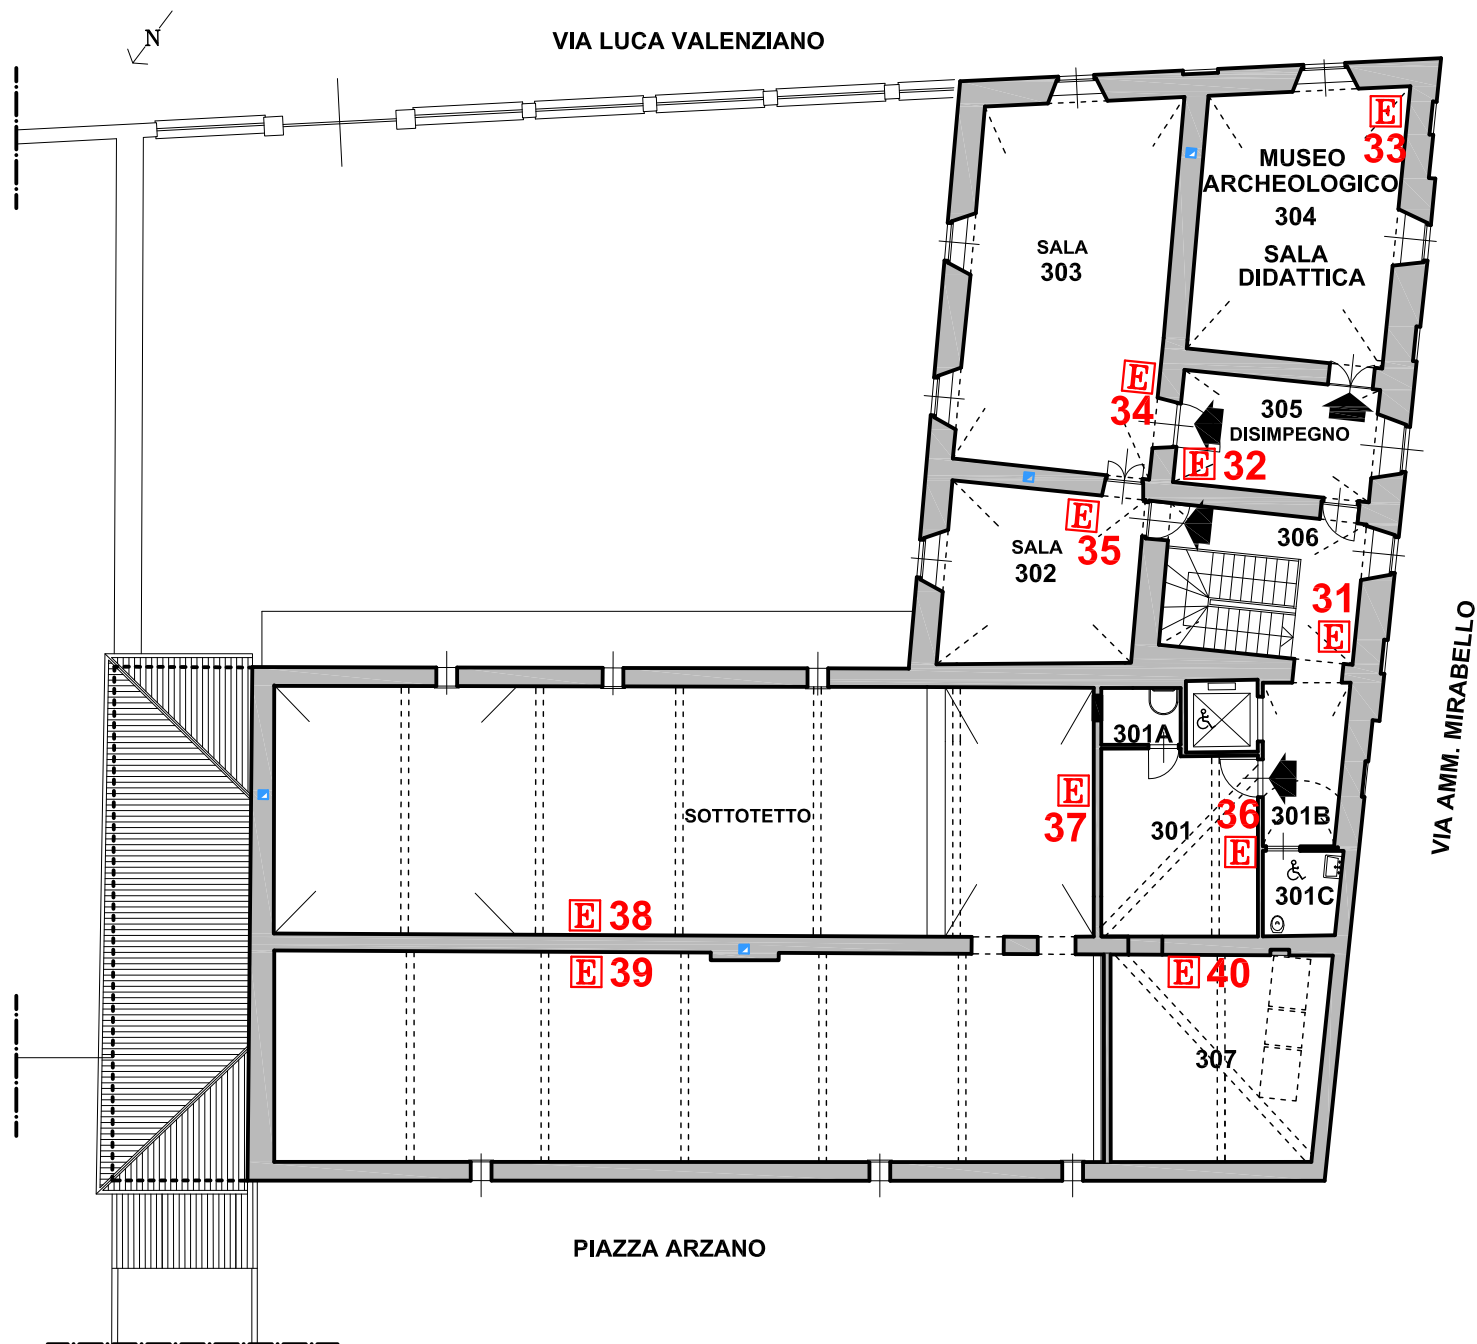 N
VIA LUCA VALENZIANO
E
33
MUSEO
ARCHEOLOGICO
304
SALA
DIDATTICA
SALA
303
E
34
305
DISIMPEGNO
E 32
E
35
306
SALA
302
31
E
VIA AMM. MIRABELLO
301A
SOTTOTETTO
E
37
301
36
E
301B
301C
E 38
E 39
E 40
307
PIAZZA ARZANO